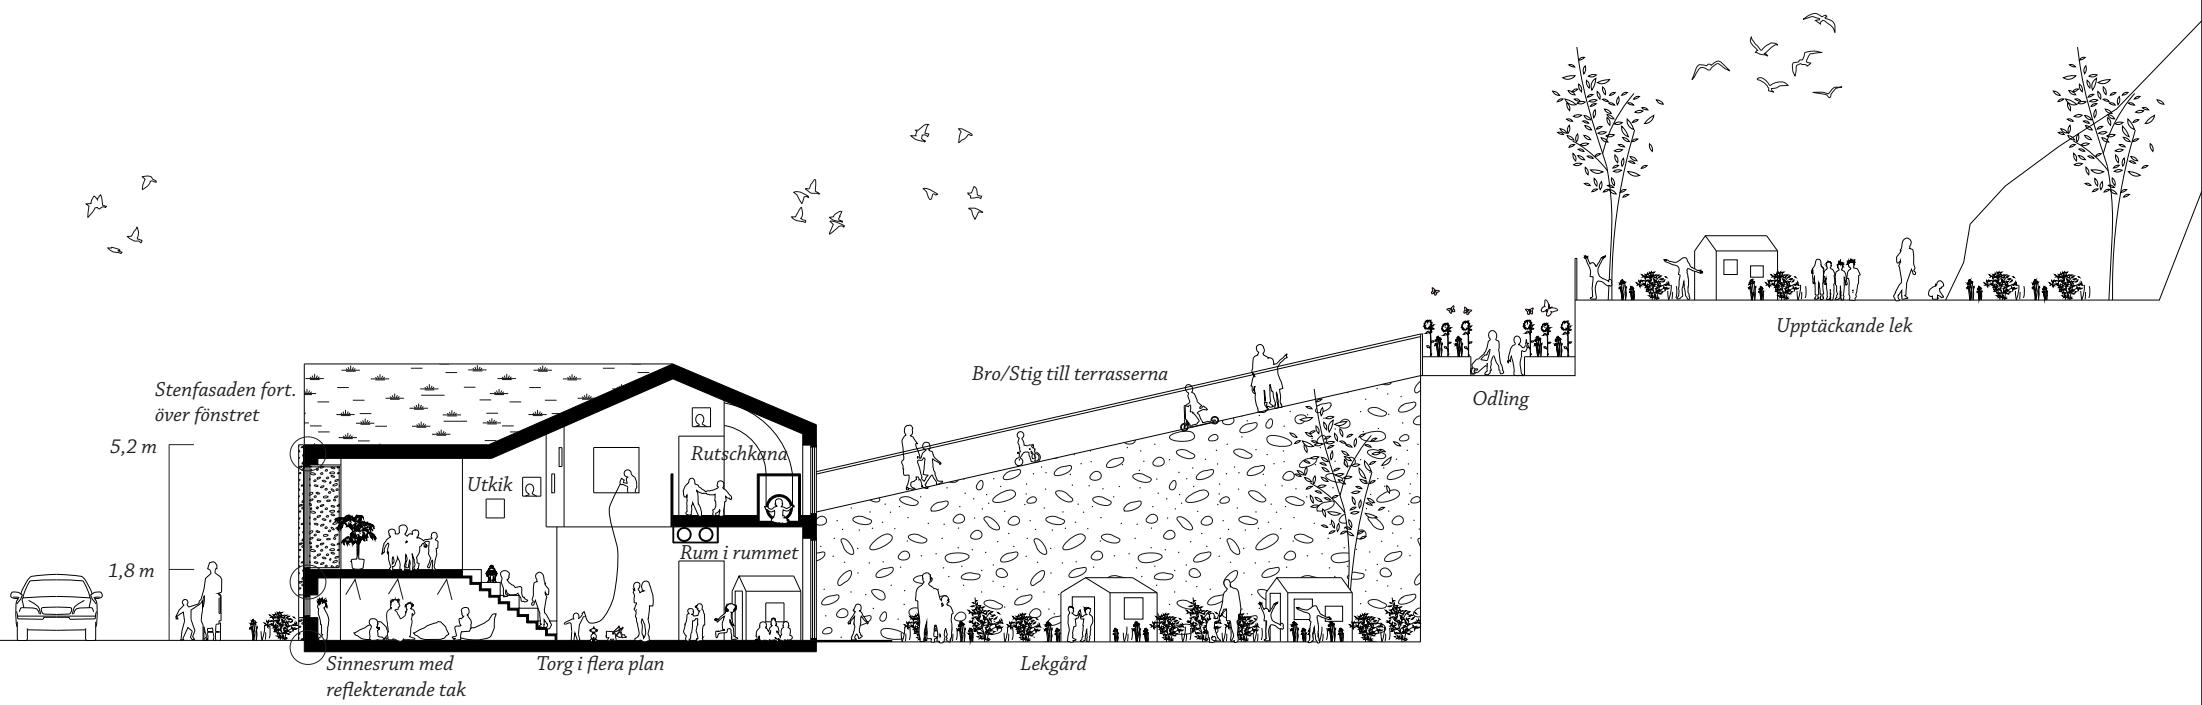 Stenfasaden fort.
över fönstret
5,2 m
1,8 m
Utkik
Rutschkana
Rum i rummet
Sinnesrum med
reflekterande tak
Torg i flera plan
Bro/Stig till terrasserna
Lekgård
Odling
Upptäckande lek